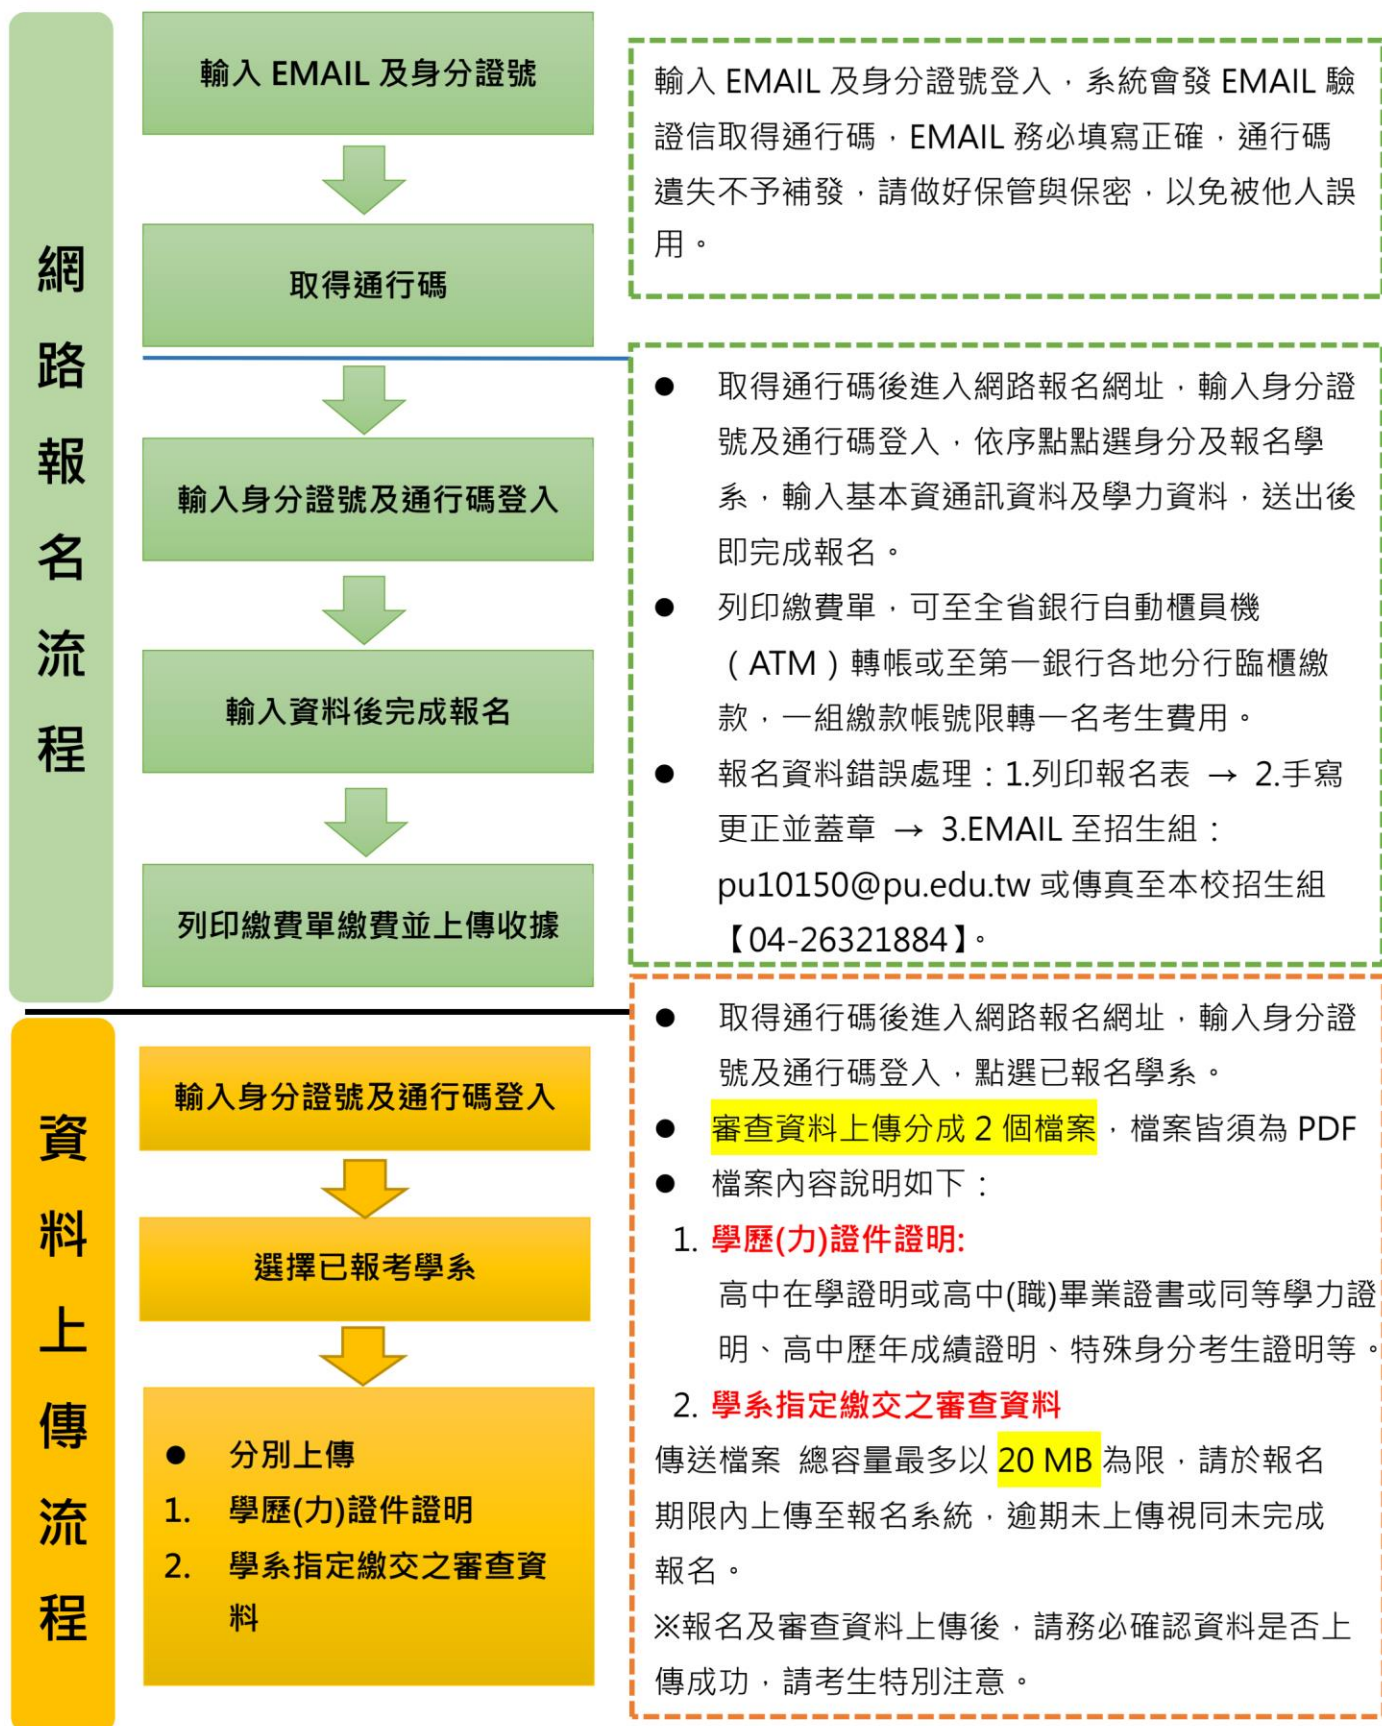 網路報名流程
輸入 EMAIL 及身分證號
取得通行碼
輸入身分證號及通行碼登入
輸入資料後完成報名
列印繳費單繳費並上傳收據
輸入 EMAIL 及身分證號登入，系統會發 EMAIL 驗
證信取得通行碼，EMAIL 務必填寫正確，通行碼
遺失不予補發，請做好保管與保密，以免被他人誤
用。
● 取得通行碼後進入網路報名網址，輸入身分證
號及通行碼登入，依序點點選身分及報名學
系，輸入基本資通訊資料及學力資料，送出後
即完成報名。
● 列印繳費單，可至全省銀行自動櫃員機
（ATM）轉帳或至第一銀行各地分行臨櫃繳
款，一組繳款帳號限轉一名考生費用。
● 報名資料錯誤處理：1.列印報名表 → 2.手寫
更正並蓋章 → 3.EMAIL 至招生組：
pu10150@pu.edu.tw 或傳真至本校招生組
【04-26321884】。
資料上傳流程
輸入身分證號及通行碼登入
選擇已報考學系
● 分別上傳
1. 學歷(力)證件證明
2. 學系指定繳交之審查資
料
● 取得通行碼後進入網路報名網址，輸入身分證
號及通行碼登入，點選已報名學系。
● 審查資料上傳分成 2 個檔案，檔案皆須為 PDF
● 檔案內容說明如下：
1. 學歷(力)證件證明:
高中在學證明或高中(職)畢業證書或同等學力證
明、高中歷年成績證明、特殊身分考生證明等。
2. 學系指定繳交之審查資料
傳送檔案 總容量最多以 20 MB 為限，請於報名
期限內上傳至報名系統，逾期未上傳視同未完成
報名。
※報名及審查資料上傳後，請務必確認資料是否上
傳成功，請考生特別注意。